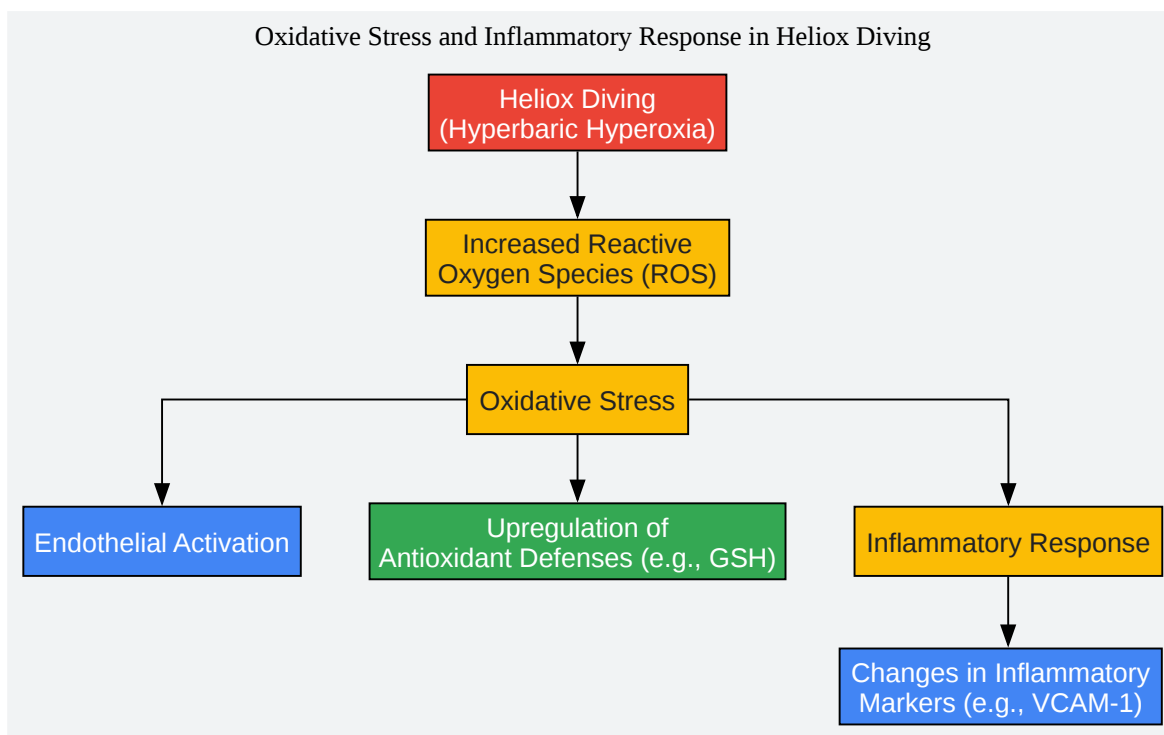 Oxidative Stress and Inflammatory Response in Heliox Diving
Heliox Diving
(Hyperbaric Hyperoxia)
Increased Reactive
Oxygen Species (ROS)
Oxidative Stress
Endothelial Activation
Upregulation of
Antioxidant Defenses (e.g., GSH)
Inflammatory Response
Changes in Inflammatory
Markers (e.g., VCAM-1)